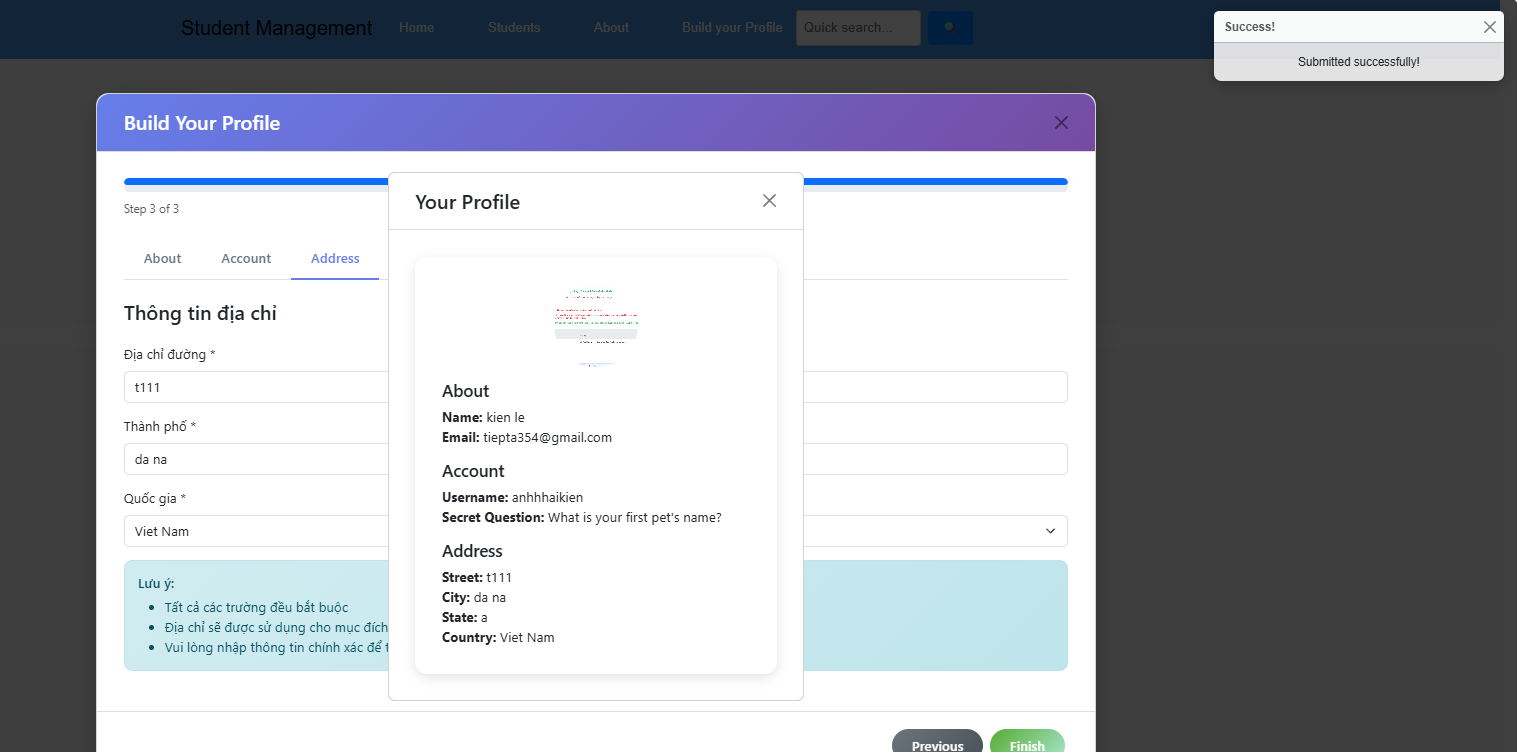 Student Management Home Students About Build your Profile Quick search...
Success!
Submitted successfully!
Build Your Profile
Step 3 of 3
About Account Address
Thông tin địa chỉ
Địa chỉ đường *
t111
Thành phố *
da na
Quốc gia *
Viet Nam
Lưu ý:
Tất cả các trường đều bắt buộc
Địa chỉ sẽ được sử dụng cho mục đích
Vui lòng nhập thông tin chính xác để
Your Profile
About
Name: kien le
Email: tiepta354@gmail.com
Account
Username: anhhhaikien
Secret Question: What is your first pet's name?
Address
Street: t111
City: da na
State: a
Country: Viet Nam
Previous Finish